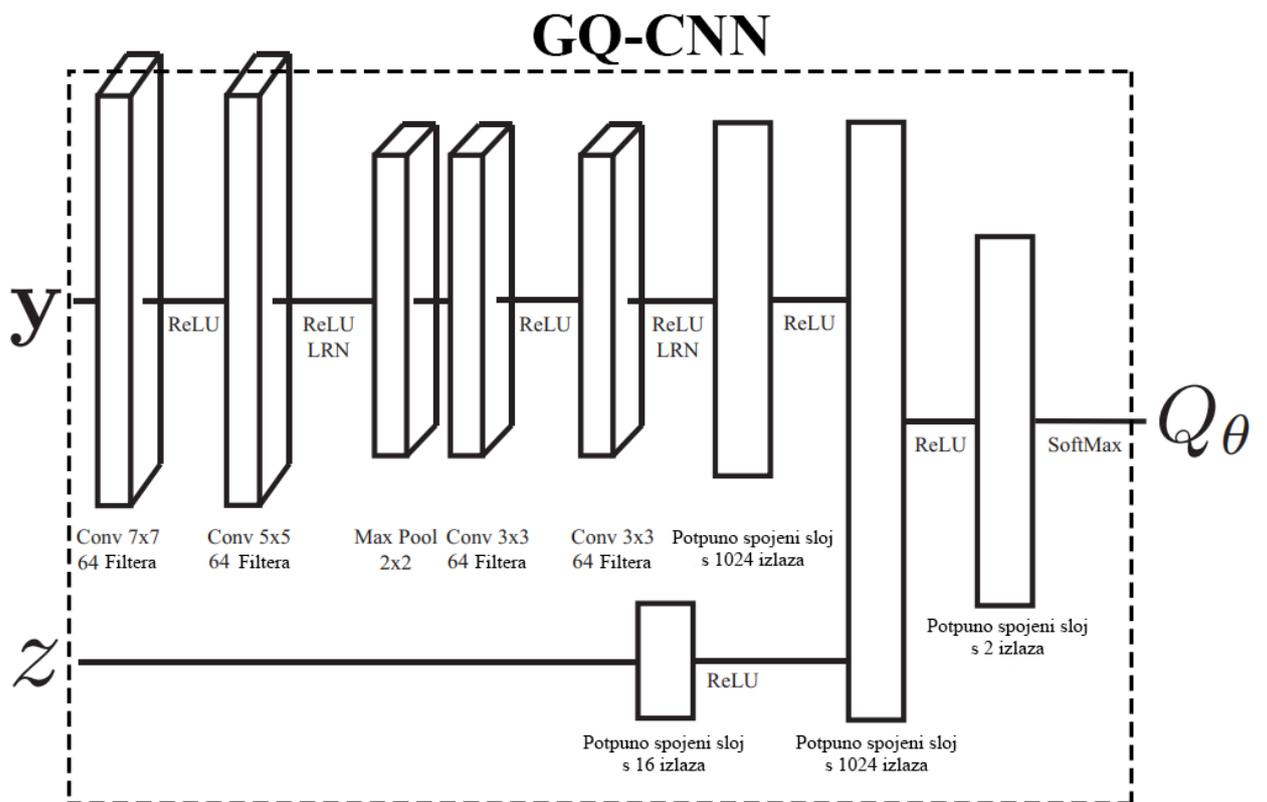 GQ-CNN
y
ReLU
ReLU
LRN
ReLU
ReLU
LRN
ReLU
Conv 7x7
64 Filtera
Conv 5x5
64 Filtera
Max Pool
2x2
Conv 3x3
64 Filtera
Conv 3x3
64 Filtera
Potpuno spojeni sloj
s 1024 izlaza
ReLU
SoftMax
Qθ
Potpuno spojeni sloj
s 2 izlaza
z
ReLU
Potpuno spojeni sloj
s 16 izlaza
Potpuno spojeni sloj
s 1024 izlaza